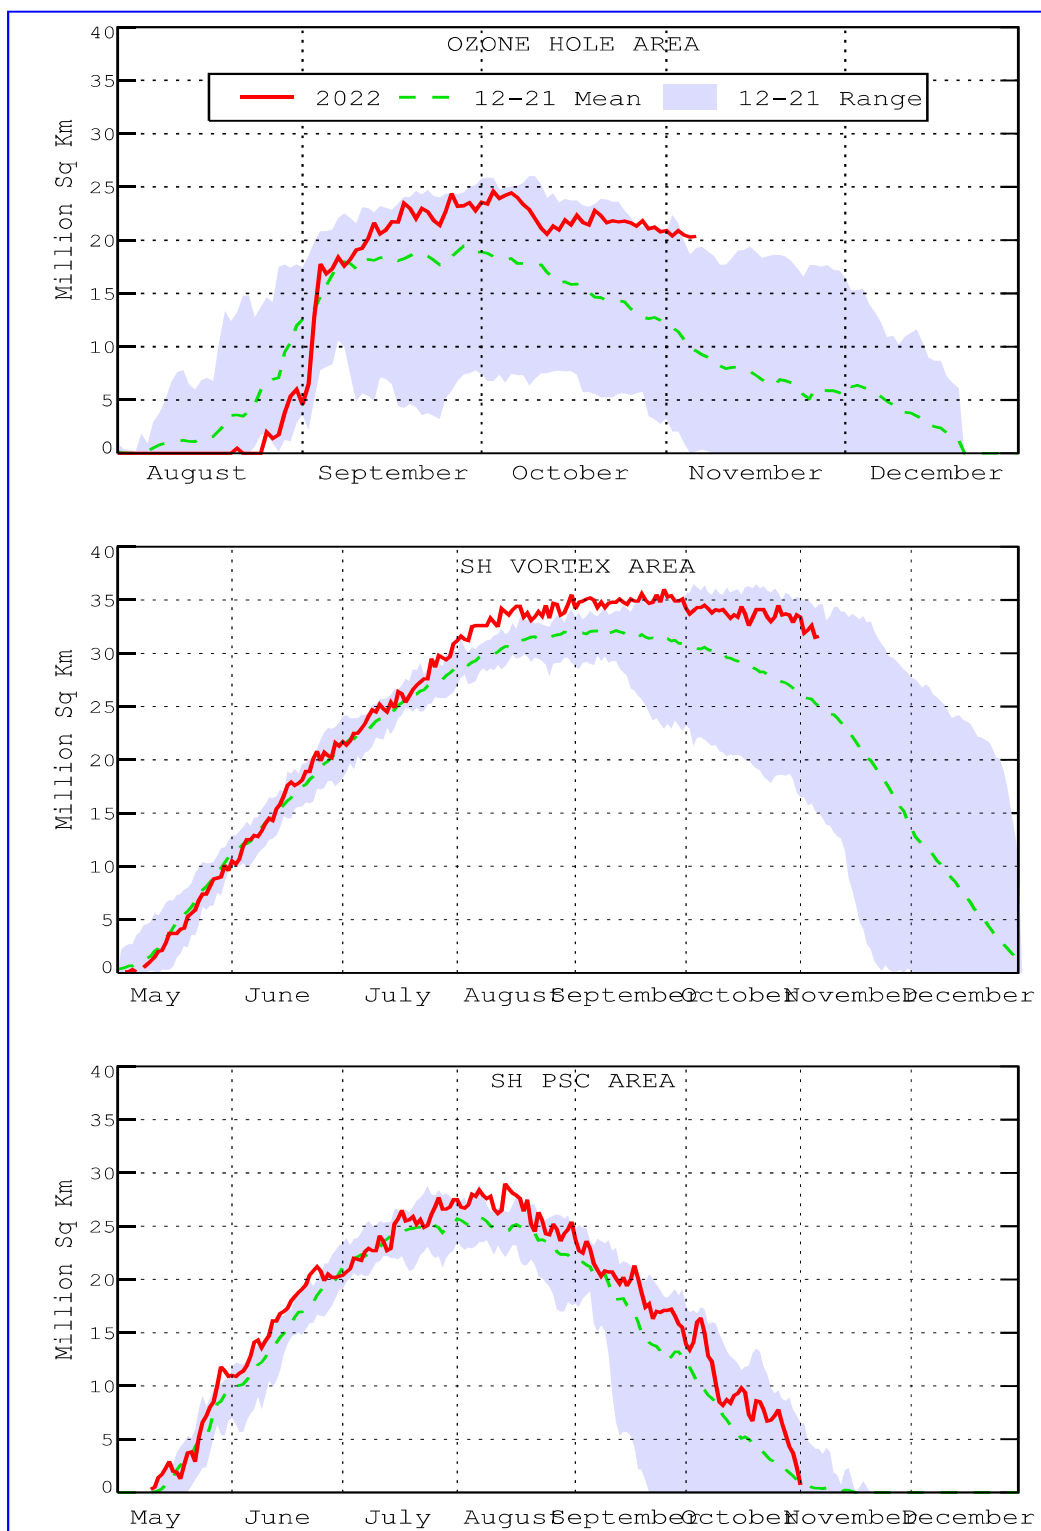 OZONE HOLE AREA
2022 12-21 Mean 12-21 Range
Million Sq Km
40
35
30
25
20
15
10
5
0
August September October November December
SH VORTEX AREA
Million Sq Km
40
35
30
25
20
15
10
5
0
May June July August September October November December
SH PSC AREA
Million Sq Km
40
35
30
25
20
15
10
5
0
May June July August September October November December